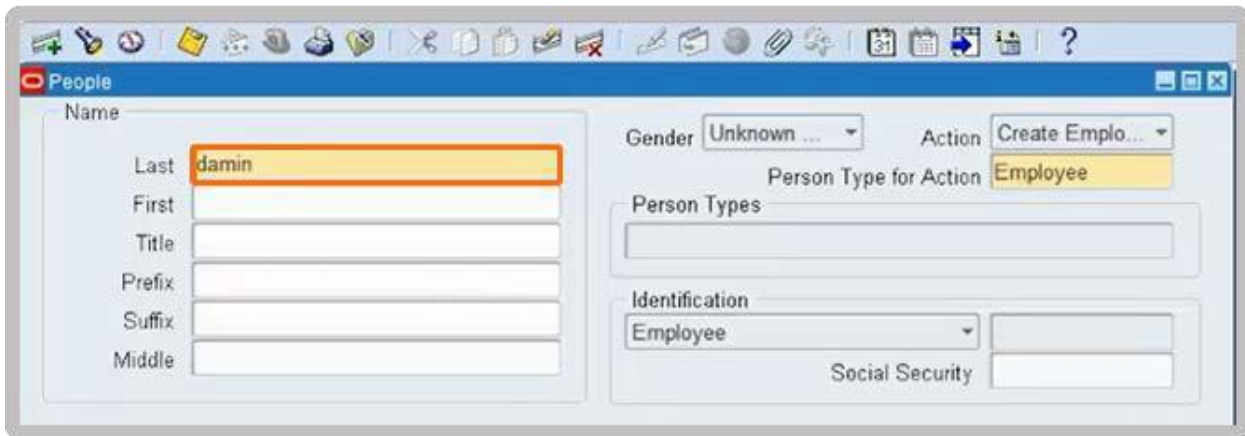 31 ?
People
Name
Last damin
First
Title
Prefix
Suffix
Middle
Gender Unknown ... Action Create Emplo...
Person Type for Action Employee
Person Types
Identification
Employee
Social Security